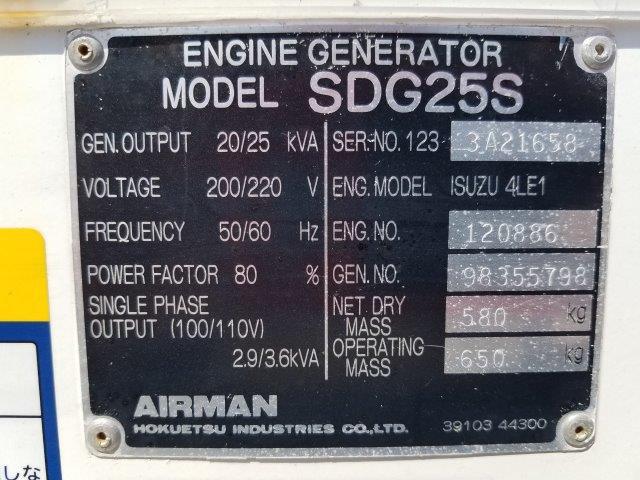 ENGINE GENERATOR
MODEL SDG25S
GEN. OUTPUT 20/25 kVA
VOLTAGE 200/220 V
FREQUENCY 50/60 Hz
POWER FACTOR 80 %
SINGLE PHASE
OUTPUT (100/110V)
2.9/3.6kVA
SER. NO. 123 3A21658
ENG. MODEL ISUZU 4LE1
ENG. NO. 120886
GEN. NO. 98355798
NET. DRY
MASS 580 kg
OPERATING
MASS 650 kg
AIRMAN
HOKUETSU INDUSTRIES CO., LTD.
39103 44300
しな